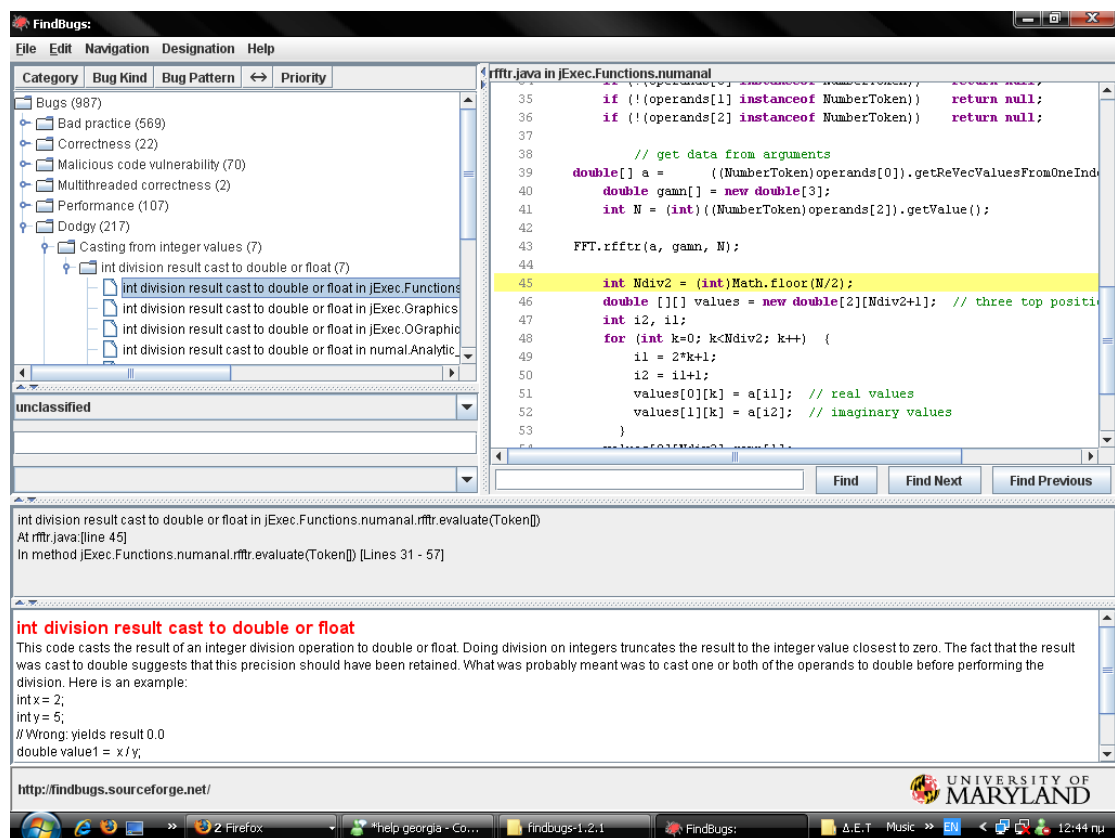 FindBugs:
File Edit Navigation Designation Help
Category Bug Kind Bug Pattern ↔ Priority
Bugs (987)
Bad practice (569)
Correctness (22)
Malicious code vulnerability (70)
Multithreaded correctness (2)
Performance (107)
Dodgy (217)
Casting from integer values (7)
int division result cast to double or float (7)
int division result cast to double or float in jExec.Functions
int division result cast to double or float in jExec.Graphics
int division result cast to double or float in jExec.OGraphic
int division result cast to double or float in numal.Analytic_
unclassified
rfftr.java in jExec.Functions.numanal
35 if (!(operands[1] instanceof NumberToken)) return null;
36 if (!(operands[2] instanceof NumberToken)) return null;
37
38 // get data from arguments
39 double[] a = ((NumberToken)operands[0]).getReVecValuesFromOneInde
40 double gamn[] = new double[3];
41 int N = (int)((NumberToken)operands[2]).getValue();
42
43 FFT.rfftr(a, gamn, N);
44
45 int Ndiv2 = (int)Math.floor(N/2);
46 double [][] values = new double[2][Ndiv2+1]; // three top positio
47 int i2, i1;
48 for (int k=0; k<Ndiv2; k++) {
49 i1 = 2*k+1;
50 i2 = i1+1;
51 values[0][k] = a[i1]; // real values
52 values[1][k] = a[i2]; // imaginary values
53 }
Find Find Next Find Previous
int division result cast to double or float in jExec.Functions.numanal.rfftr.evaluate(Token[])
At rfftr.java:[line 45]
In method jExec.Functions.numanal.rfftr.evaluate(Token[]) [Lines 31 - 57]
int division result cast to double or float
This code casts the result of an integer division operation to double or float. Doing division on integers truncates the result to the integer value closest to zero. The fact that the result
was cast to double suggests that this precision should have been retained. What was probably meant was to cast one or both of the operands to double before performing the
division. Here is an example:
int x = 2;
int y = 5;
// Wrong: yields result 0.0
double value1 = x / y;
http://findbugs.sourceforge.net/
UNIVERSITY OF
MARYLAND
» 2 Firefox *help georgia - Co... findbugs-1.2.1 FindBugs: Δ.Ε.Τ Music » EN < 12:44 πμ